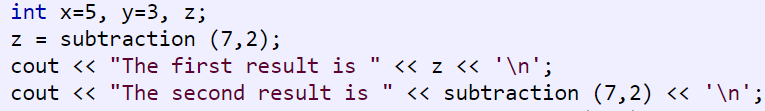 int x=5, y=3, z;
z = subtraction (7,2);
cout << "The first result is " << z << '\n';
cout << "The second result is " << subtraction (7,2) << '\n';